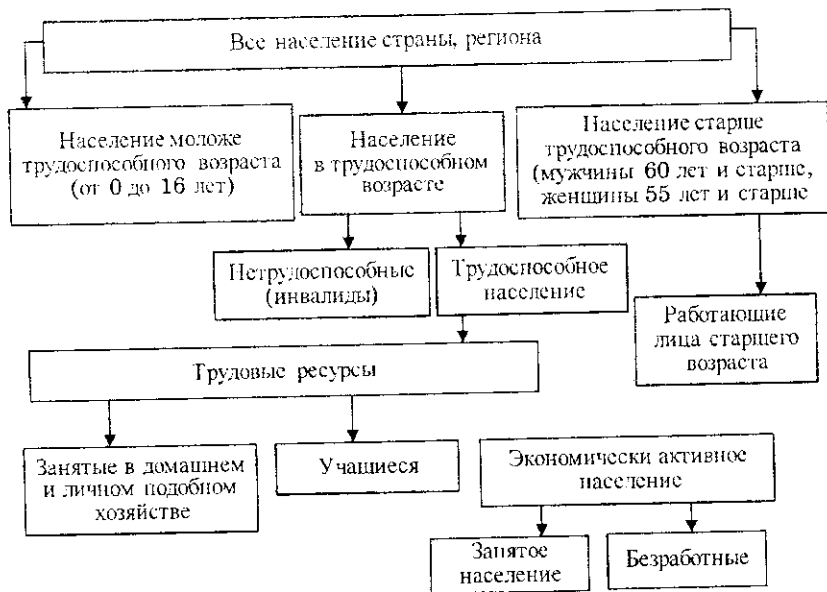 Все население страны, региона
Население моложе
трудоспособного возраста
(от 0 до 16 лет)
Население
в трудоспособном
возрасте
Население старше
трудоспособного возраста
(мужчины 60 лет и старше,
женщины 55 лет и старше
Нетрудоспособные
(инвалиды)
Трудоспособное
население
Работающие
лица старшего
возраста
Трудовые ресурсы
Занятые в домашнем
и личном подобном
хозяйстве
Учащиеся
Экономически активное
население
Занятое
население
Безработные